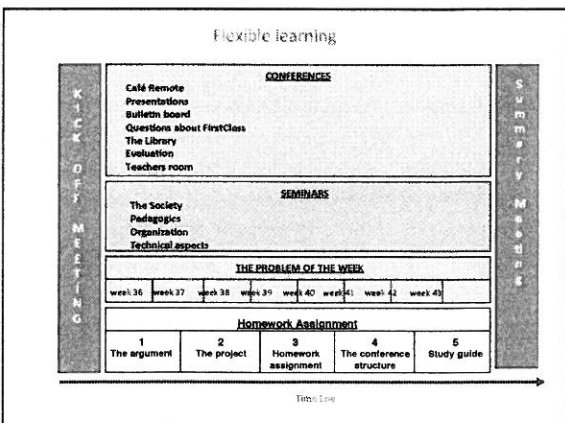 Flexible learning
KICK OFF MEETING
CONFERENCES
Café Remote
Presentations
Bulletin board
Questions about FirstClass
The Library
Evaluation
Teachers room
SEMINARS
The Society
Pedagogics
Organization
Technical aspects
THE PROBLEM OF THE WEEK
week 36 week 37 week 38 week 39 week 40 week 41 week 42 week 43
Homework Assignment
1 2 3 4 5
The argument The project Homework The conference Study guide
assignment structure
Summary Meeting
Time Line